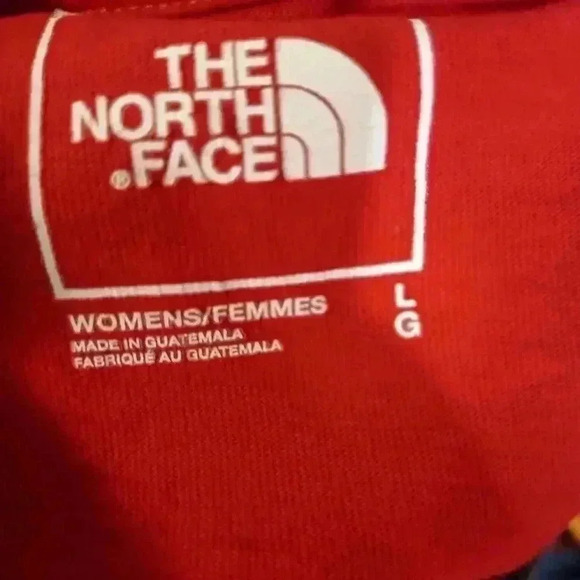 THE
NORTH
®FACE
WOMENS/FEMMES
MADE IN GUATEMALA
FABRIQUÉ AU GUATEMALA
L
G